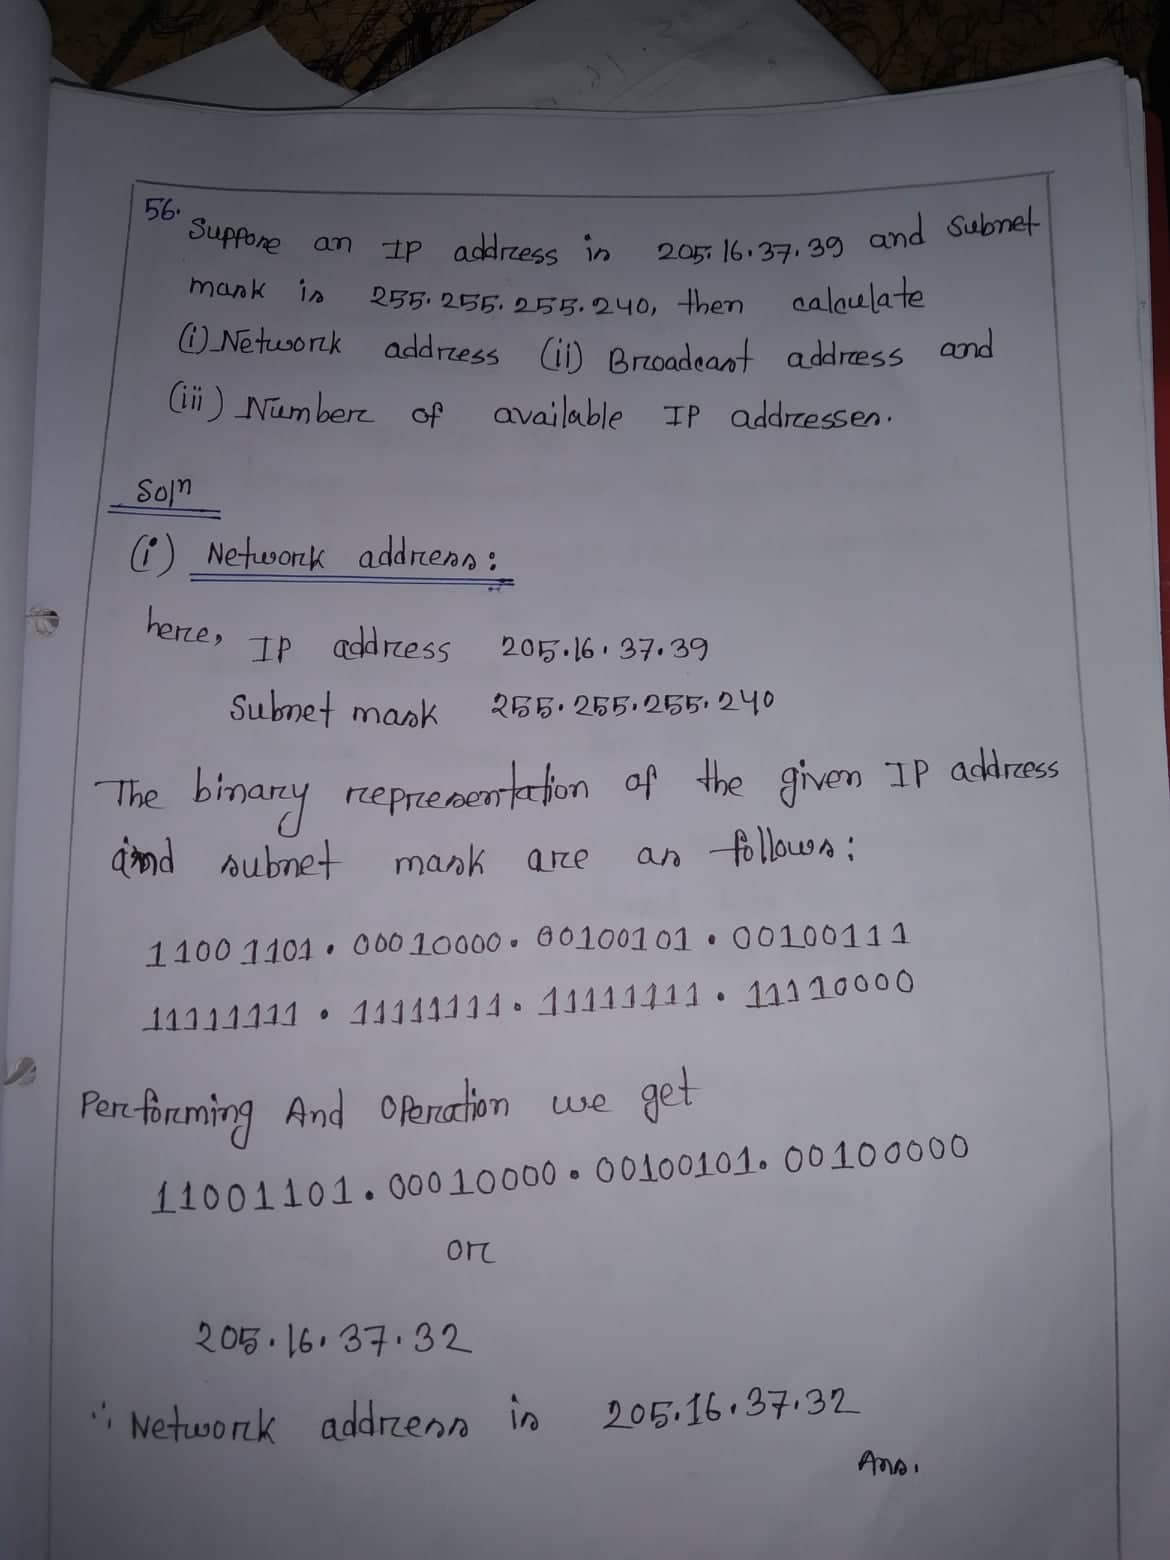 56. Suppose an IP address is 205.16.37.39 and subnet
mask is 255.255.255.240, then calculate
(i) Network address (ii) Broadcast address and
(iii) Number of available IP addresses.
Soln
(i) Network address:
here, IP address 205.16.37.39
Subnet mask 255.255.255.240
The binary representation of the given IP address
and subnet mask are as follows:
11001101.00010000.00100101.00100111
11111111.11111111.11111111.11110000
Performing And Operation we get
11001101.00010000.00100101.00100000
or
205.16.37.32
∴ Network address is 205.16.37.32
Ans.